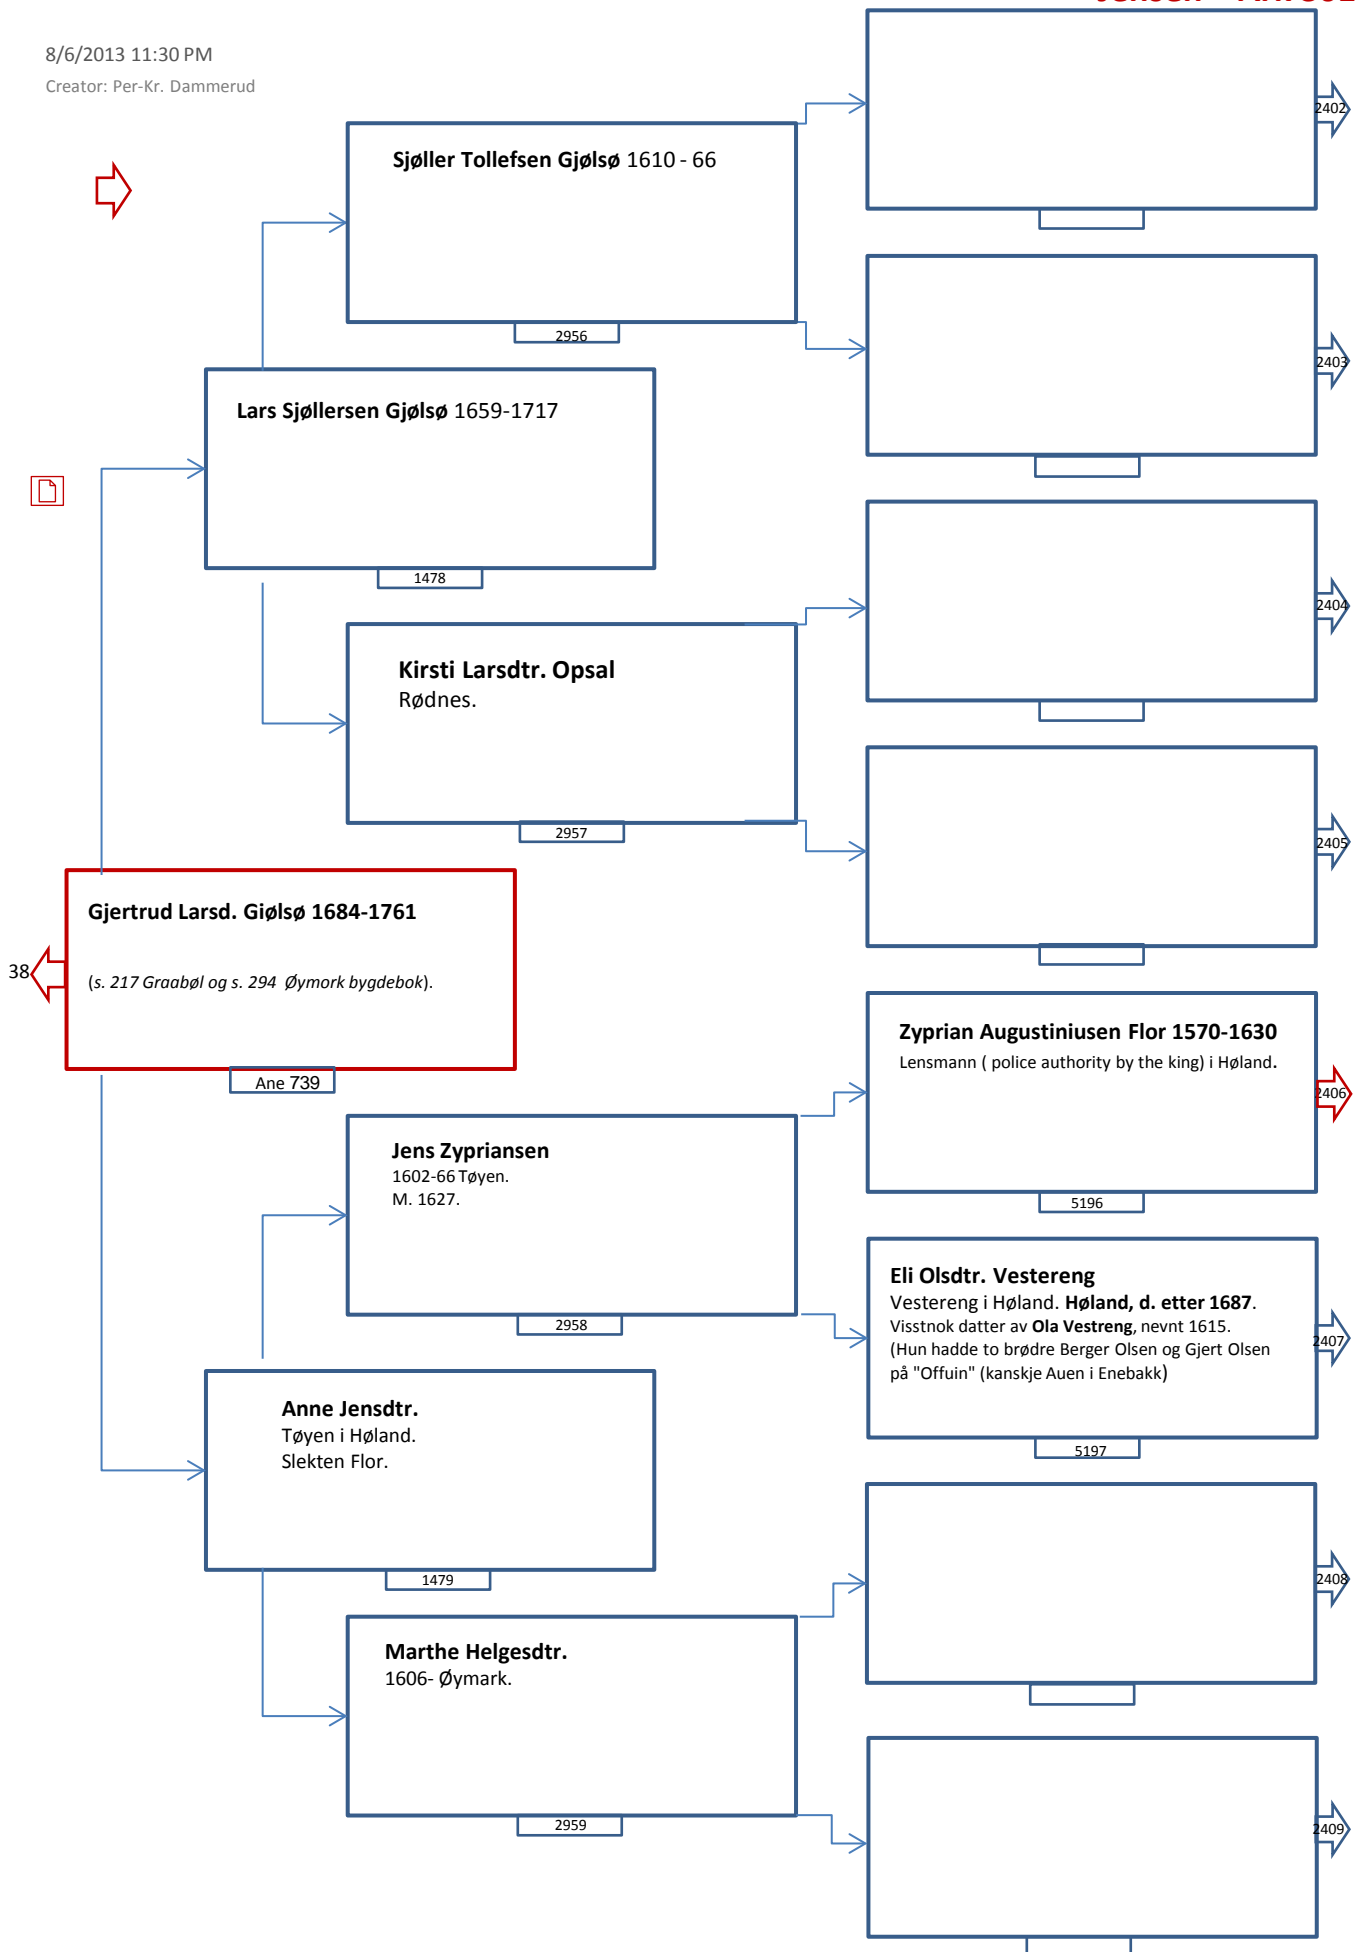 8/6/2013 11:30 PM
Creator: Per-Kr. Dammerud
2402
Sjøller Tollefsen Gjølsø 1610 - 66
2956
2403
Lars Sjøllersen Gjølsø 1659-1717
1478
2404
Kirsti Larsdtr. Opsal
Rødnes.
2957
2405
Gjertrud Larsd. Giølsø 1684-1761
38
(s. 217 Graabøl og s. 294 Øymork bygdebok).
Ane 739
Zyprian Augustiniusen Flor 1570-1630
Lensmann ( police authority by the king) i Høland.
2406
5196
Jens Zypriansen
1602-66 Tøyen.
M. 1627.
2958
Eli Olsdtr. Vestereng
Vestereng i Høland. Høland, d. etter 1687.
Visstnok datter av Ola Vestreng, nevnt 1615.
(Hun hadde to brødre Berger Olsen og Gjert Olsen
på "Offuin" (kanskje Auen i Enebakk)
2407
5197
Anne Jensdtr.
Tøyen i Høland.
Slekten Flor.
1479
2408
Marthe Helgesdtr.
1606- Øymark.
2959
2409